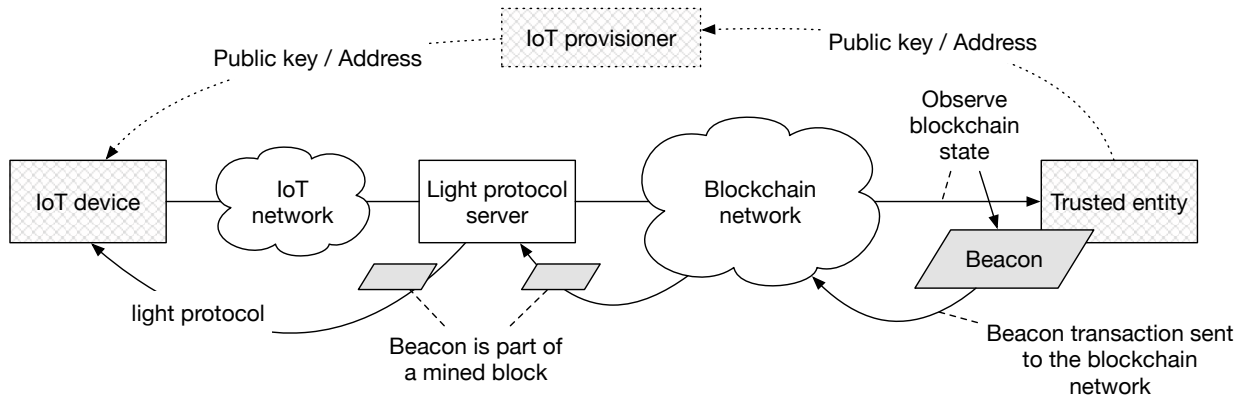 IoT provisioner
Public key / Address
Public key / Address
Observe
blockchain
state
IoT device
IoT
network
Light protocol
server
Blockchain
network
Trusted entity
Beacon
light protocol
Beacon is part of
a mined block
Beacon transaction sent
to the blockchain
network